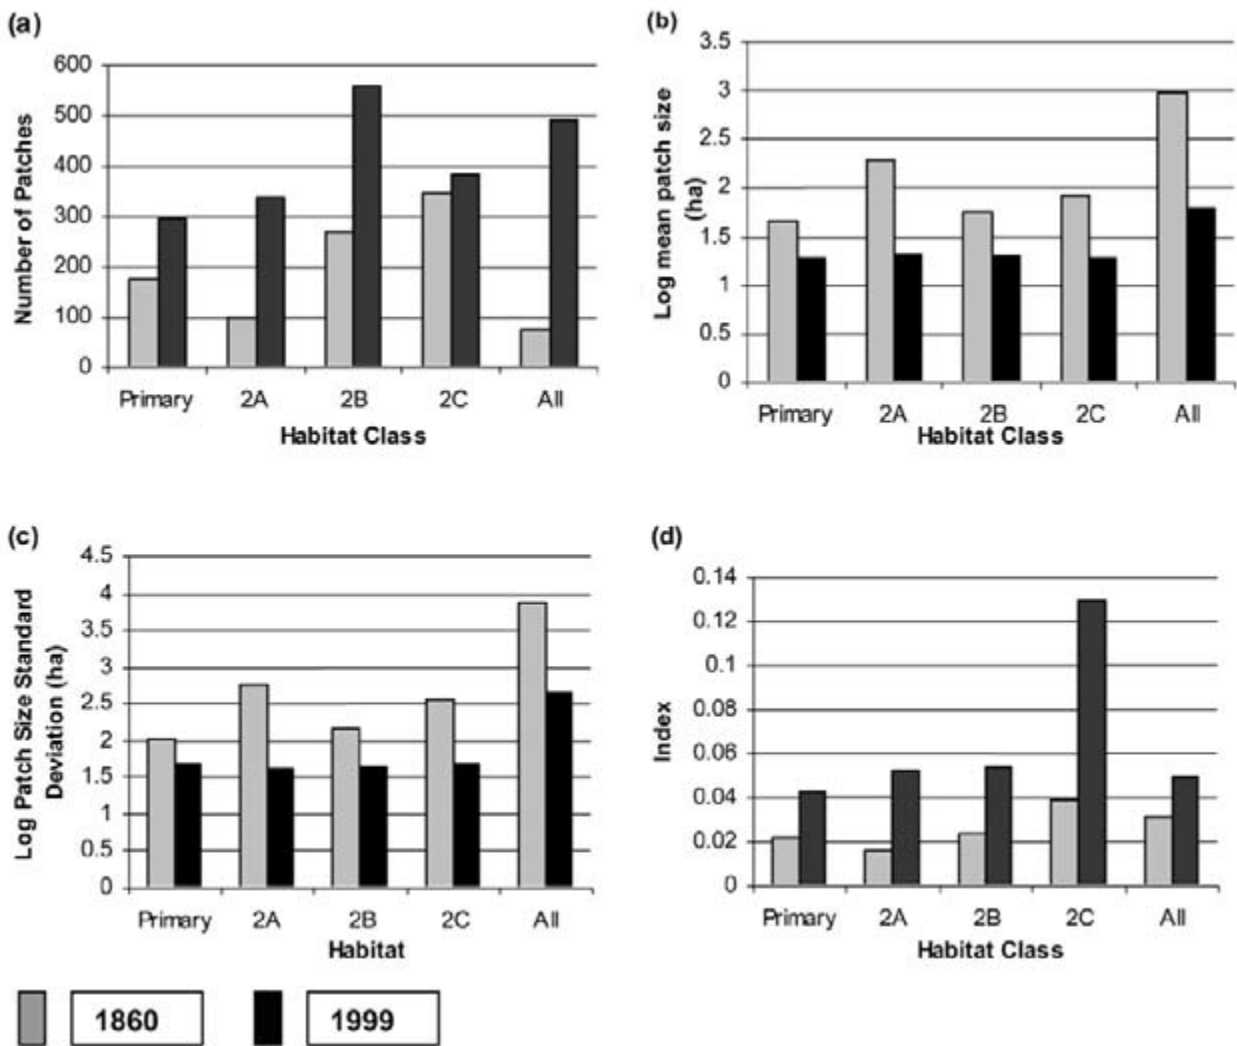 (a)
Number of Patches
600
500
400
300
200
100
0
Primary 2A 2B 2C All
Habitat Class
(b)
Log mean patch size
(ha)
3.5
3
2.5
2
1.5
1
0.5
0
Primary 2A 2B 2C All
Habitat Class
(c)
Log Patch Size Standard
Deviation (ha)
4.5
4
3.5
3
2.5
2
1.5
1
0.5
0
Primary 2A 2B 2C All
Habitat
(d)
Index
0.14
0.12
0.1
0.08
0.06
0.04
0.02
0
Primary 2A 2B 2C All
Habitat Class
1860 1999